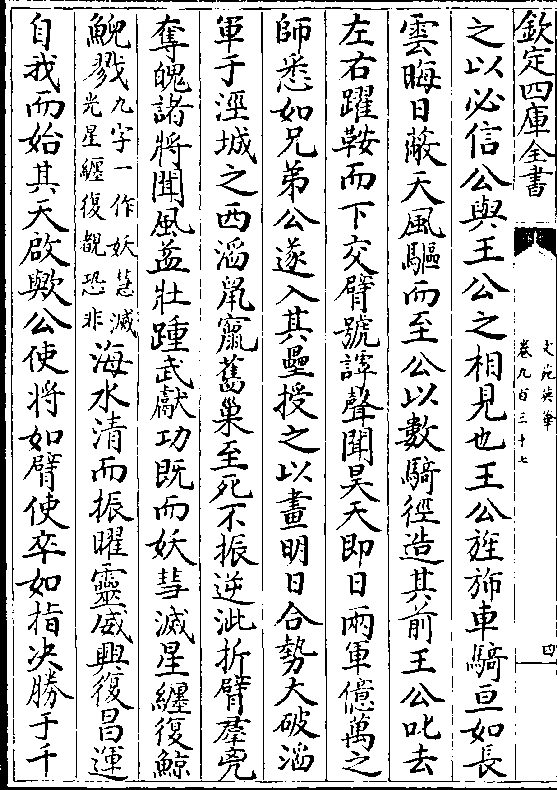 欽定四庫全書
文苑英華
卷九百三十七
四
之以必信公與王公之相見也王公旌斾車騎亘如長
雲晦日蔽天風驅而至公以數騎徑造其前王公叱去
左右躍鞍而下交臂號譯聲聞昊天即日兩軍億萬之
師悉如兄弟公遂入其壘授之以畫明日合勢大破滔
軍于涇城之西滔鼠竄舊巢至死不振逆泚折臂羣兇
奪魄諸將聞風益壯踵武獻功既而妖彗滅星纏復鯨
鯢戮九字一作妖彗滅光星纏復覩恐非海水清而振曜靈威興復昌運
自我而始其天啟歟公使將如臂使卒如指决勝于千